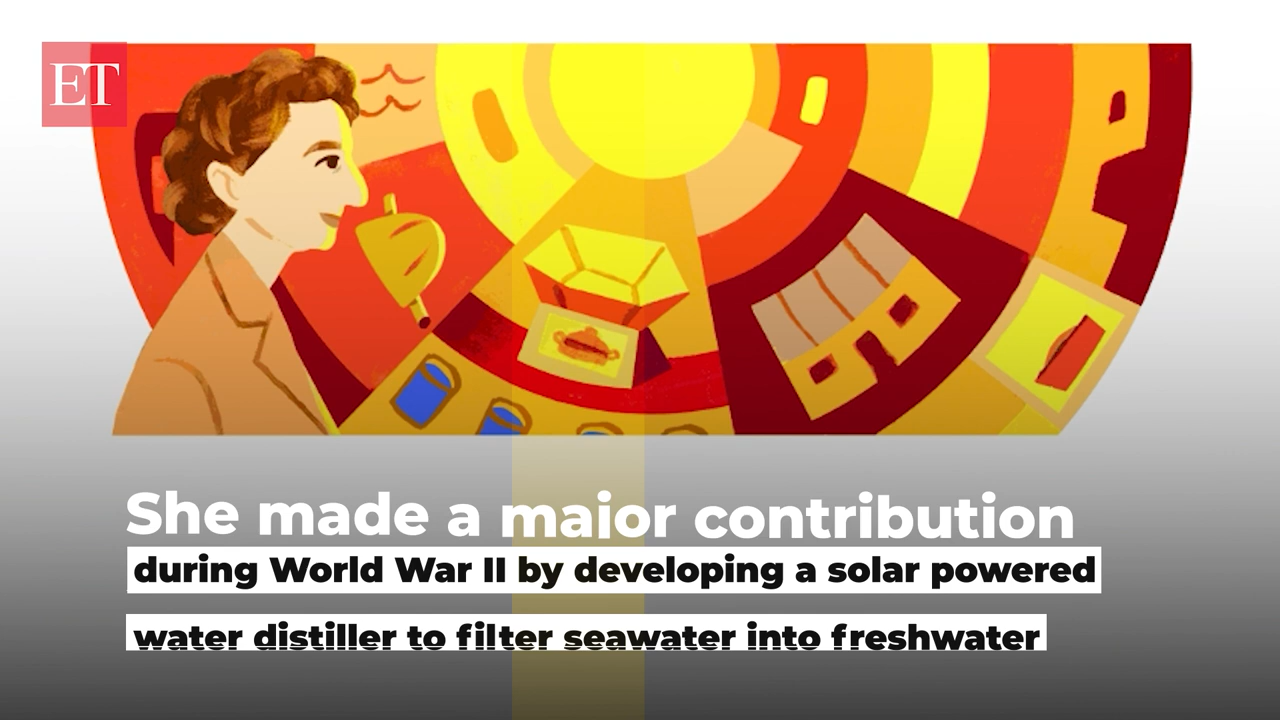 ET
She made a major contribution
during World War II by developing a solar powered
water distiller to filter seawater into freshwater